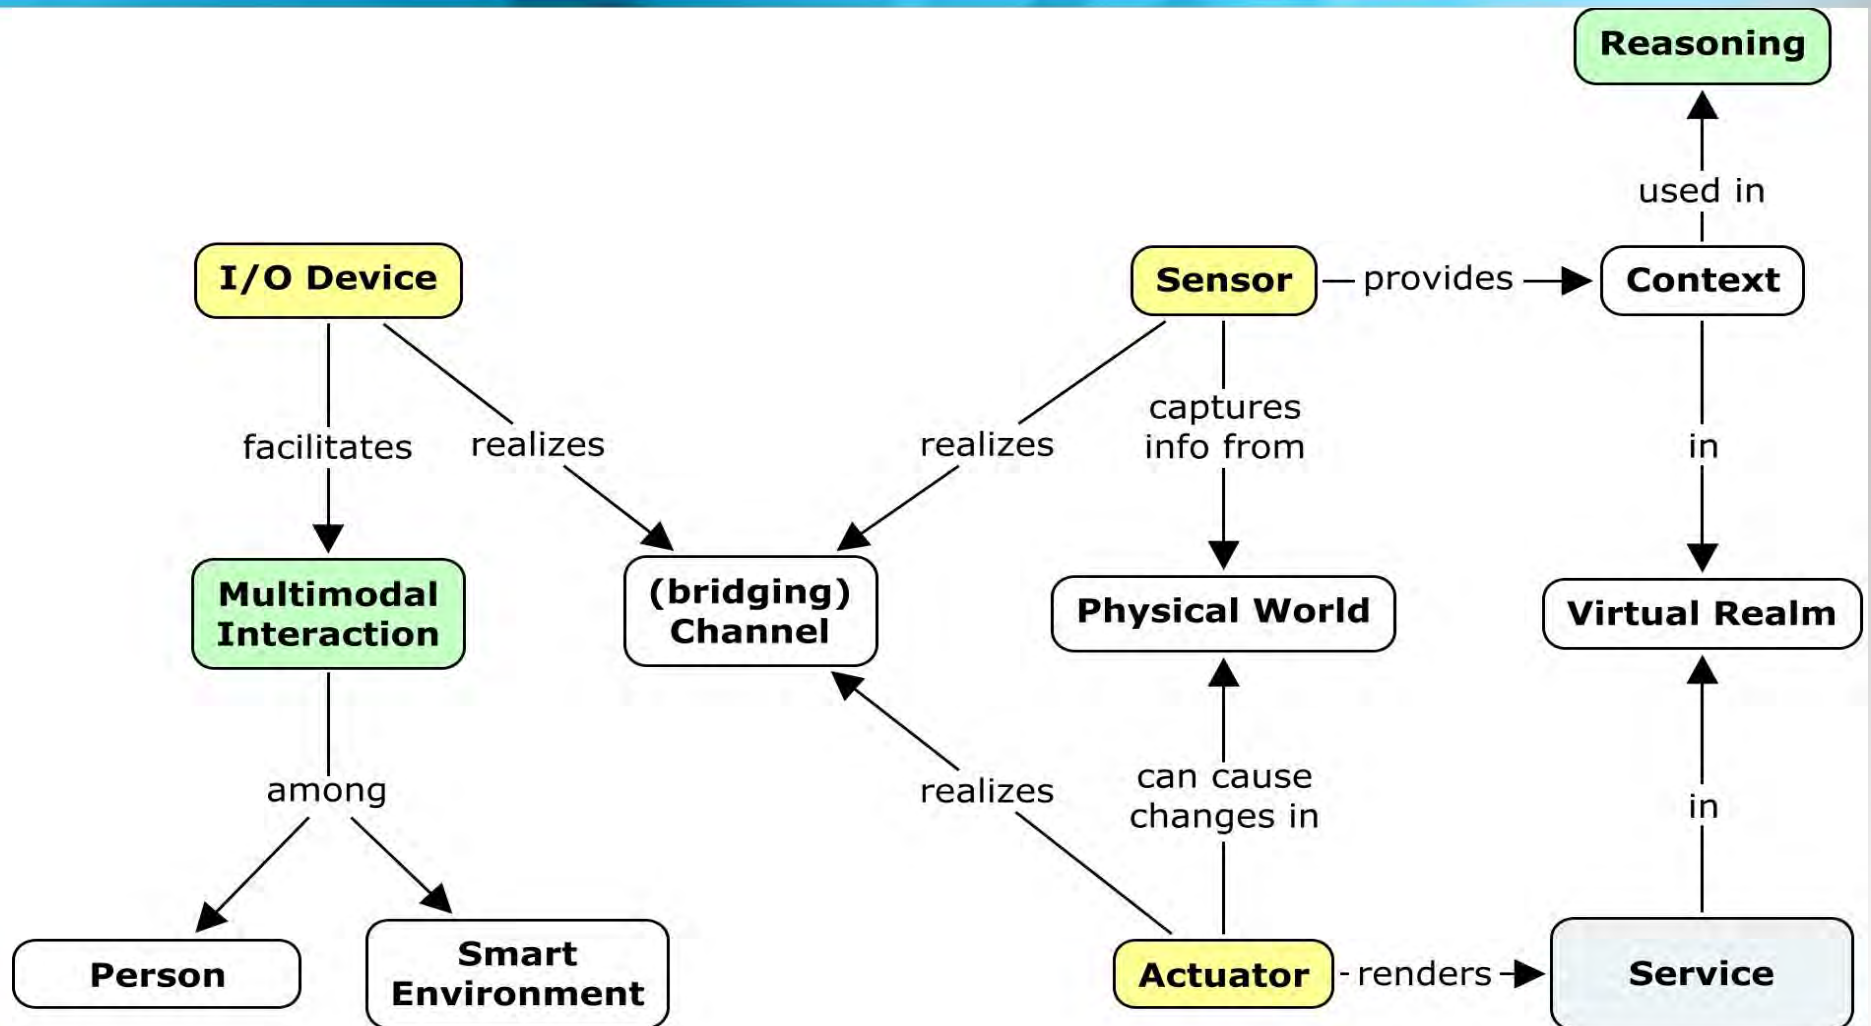 Reasoning
used in
I/O Device
Sensor
provides
Context
facilitates
realizes
realizes
captures
info from
in
Multimodal
Interaction
(bridging)
Channel
Physical World
Virtual Realm
among
realizes
can cause
changes in
in
Person
Smart
Environment
Actuator
renders
Service